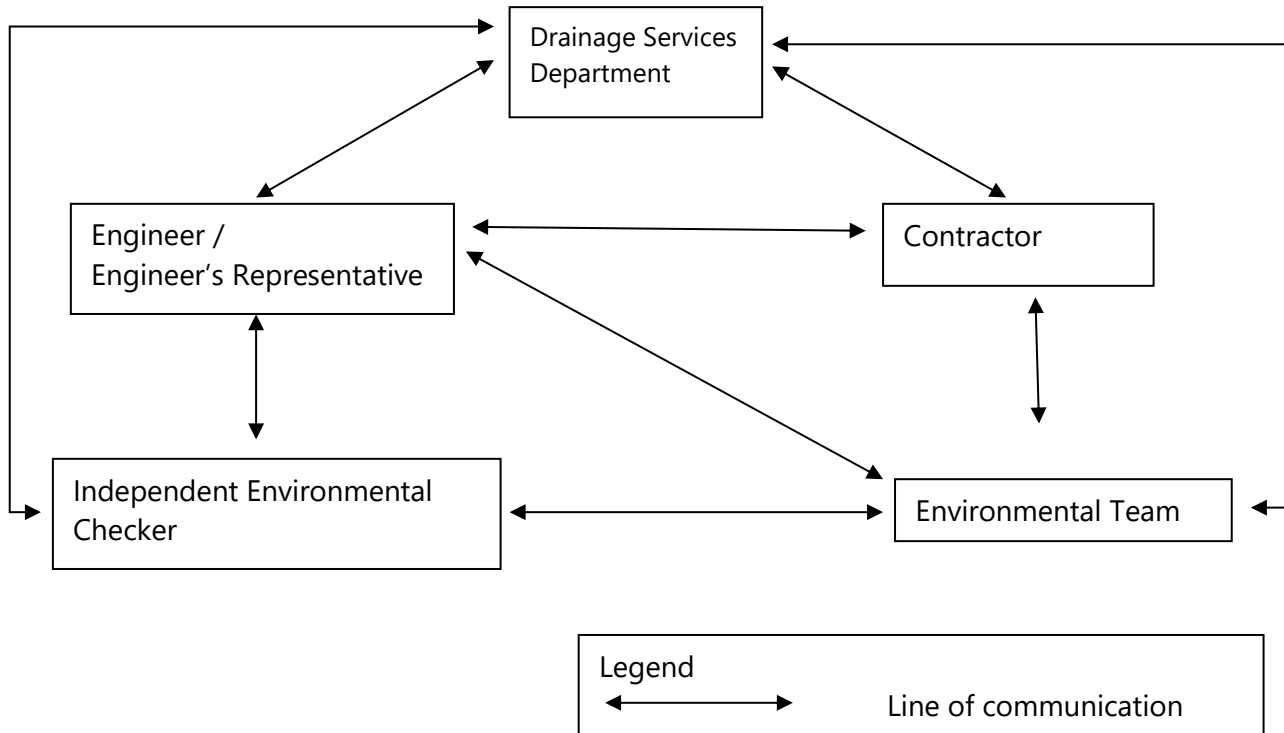 Drainage Services
Department
Engineer /
Engineer’s Representative
Contractor
Independent Environmental
Checker
Environmental Team
Legend
Line of communication